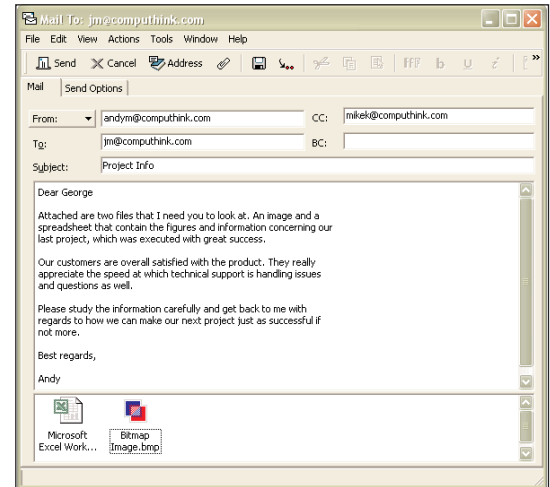 Mail To: jm@computhink.com
File Edit View Actions Tools Window Help
Send Cancel Address
Mail Send Options
From: andym@computhink.com CC: mikek@computhink.com
To: jm@computhink.com BC:
Subject: Project Info
Dear George
Attached are two files that I need you to look at. An image and a
spreadsheet that contain the figures and information concerning our
last project, which was executed with great success.
Our customers are overall satisfied with the product. They really
appreciate the speed at which technical support is handling issues
and questions as well.
Please study the information carefully and get back to me with
regards to how we can make our next project just as successful if
not more.
Best regards,
Andy
Microsoft Bitmap
Excel Work... Image.bmp